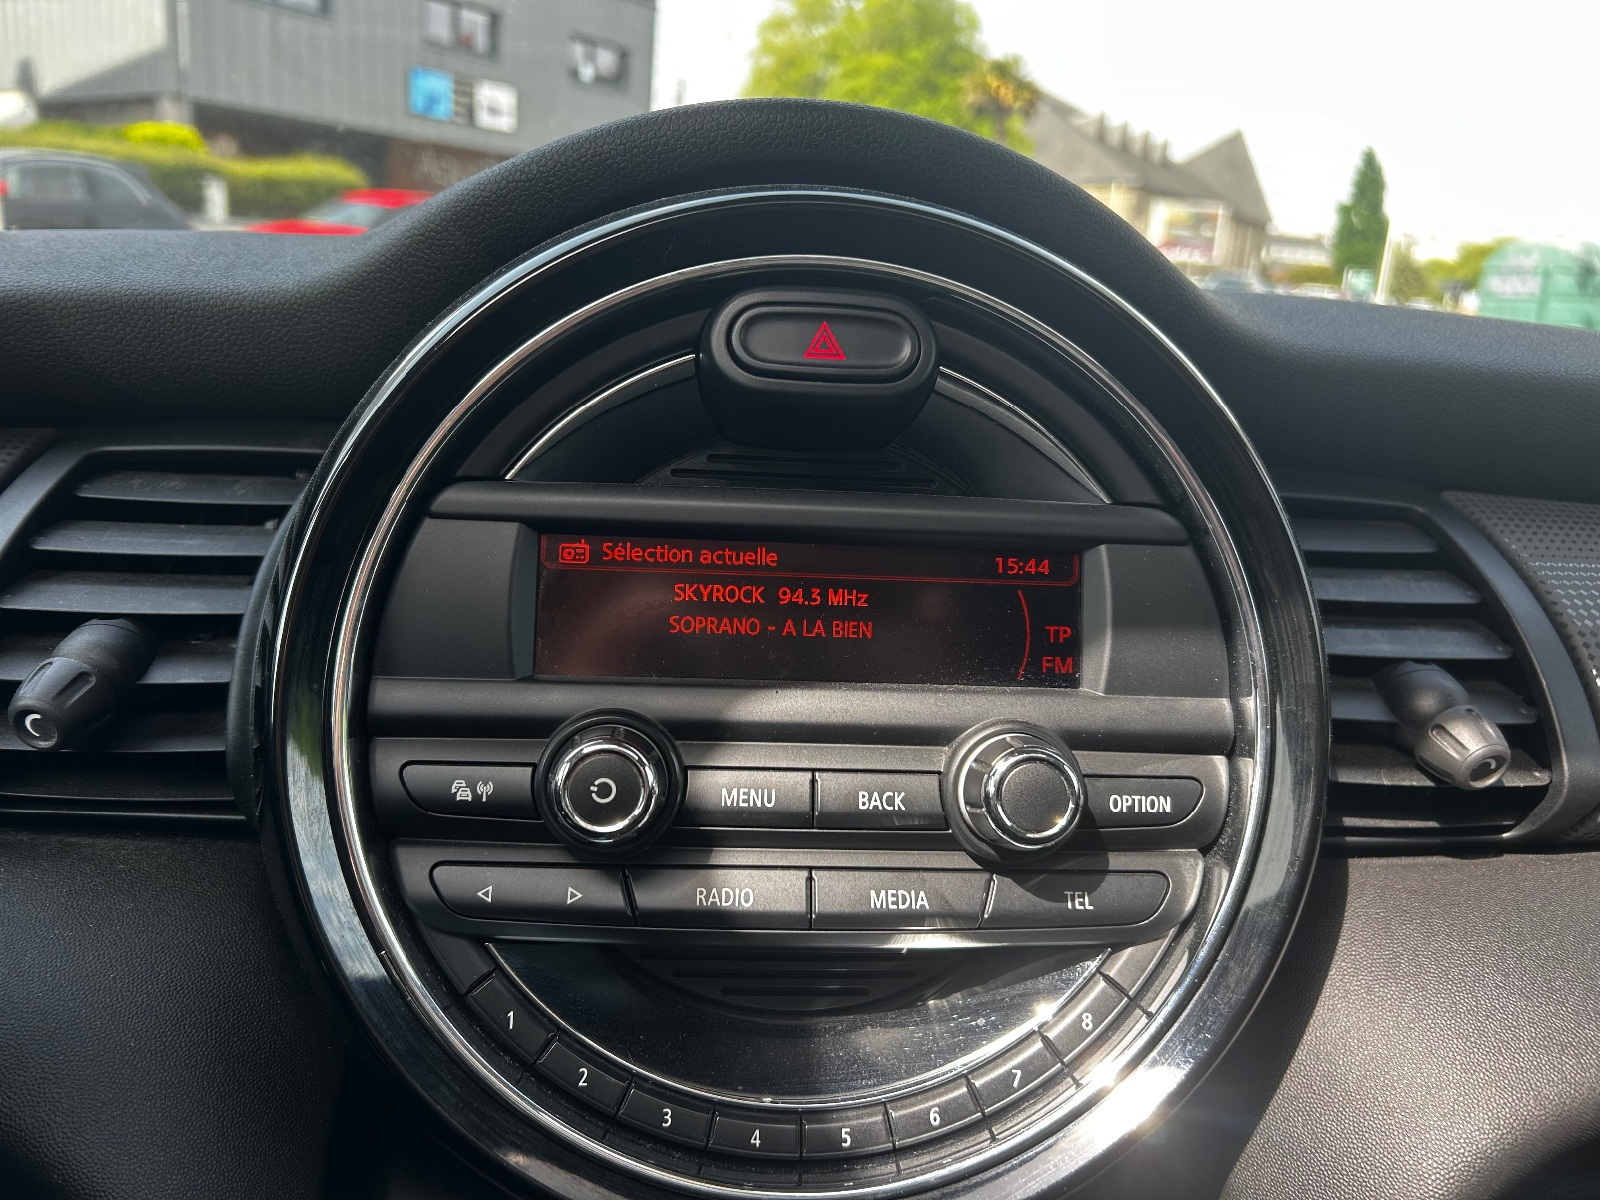 Sélection actuelle 15:44
SKYROCK 94.3 MHz
SOPRANO - A LA BIEN
TP
FM
MENU BACK OPTION
RADIO MEDIA TEL
1 2 3 4 5 6 7 8